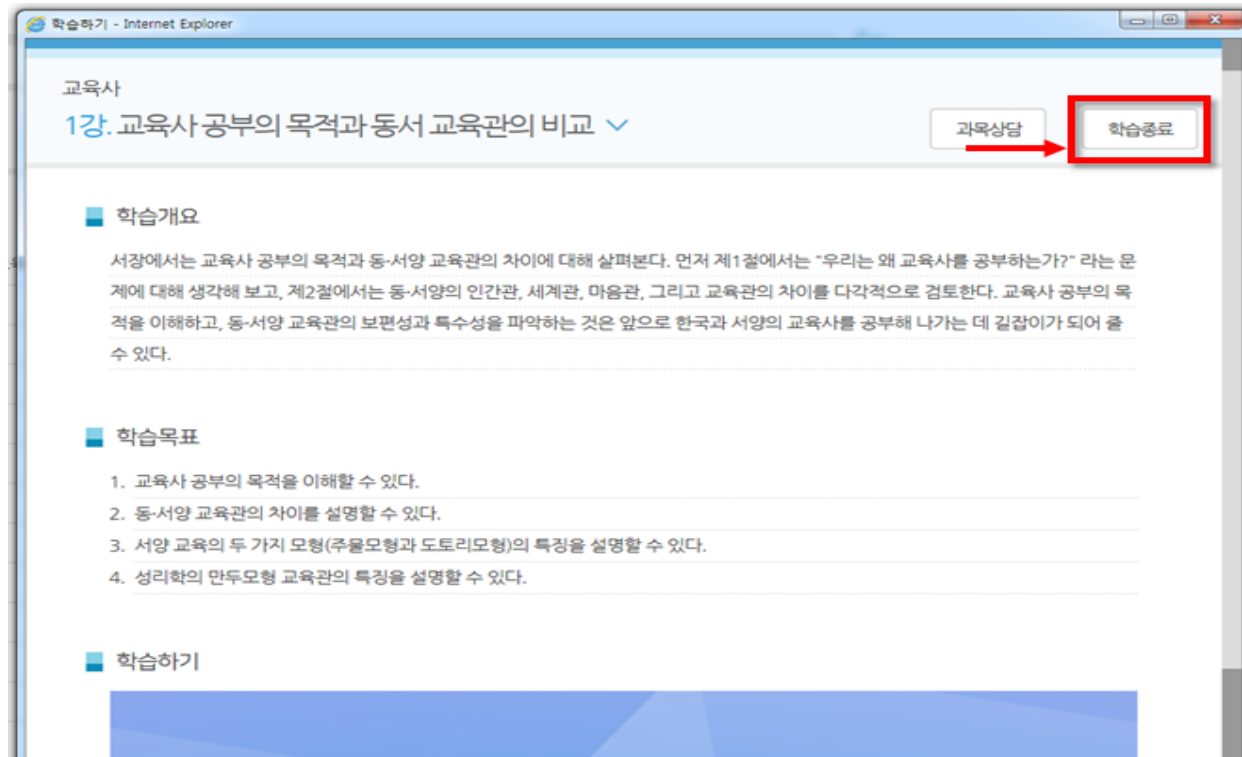 학습하기 - Internet Explorer
교육사
1강. 교육사 공부의 목적과 동서 교육관의 비교
과목상담
학습종료
학습개요
서장에서는 교육사 공부의 목적과 동·서양 교육관의 차이에 대해 살펴본다. 먼저 제1절에서는 "우리는 왜 교육사를 공부하는가?" 라는 문
제에 대해 생각해 보고, 제2절에서는 동·서양의 인간관, 세계관, 마음관, 그리고 교육관의 차이를 다각적으로 검토한다. 교육사 공부의 목
적을 이해하고, 동·서양 교육관의 보편성과 특수성을 파악하는 것은 앞으로 한국과 서양의 교육사를 공부해 나가는 데 길잡이가 되어 줄
수 있다.
학습목표
1. 교육사 공부의 목적을 이해할 수 있다.
2. 동·서양 교육관의 차이를 설명할 수 있다.
3. 서양 교육의 두 가지 모형(주물모형과 도토리모형)의 특징을 설명할 수 있다.
4. 성리학의 만두모형 교육관의 특징을 설명할 수 있다.
학습하기